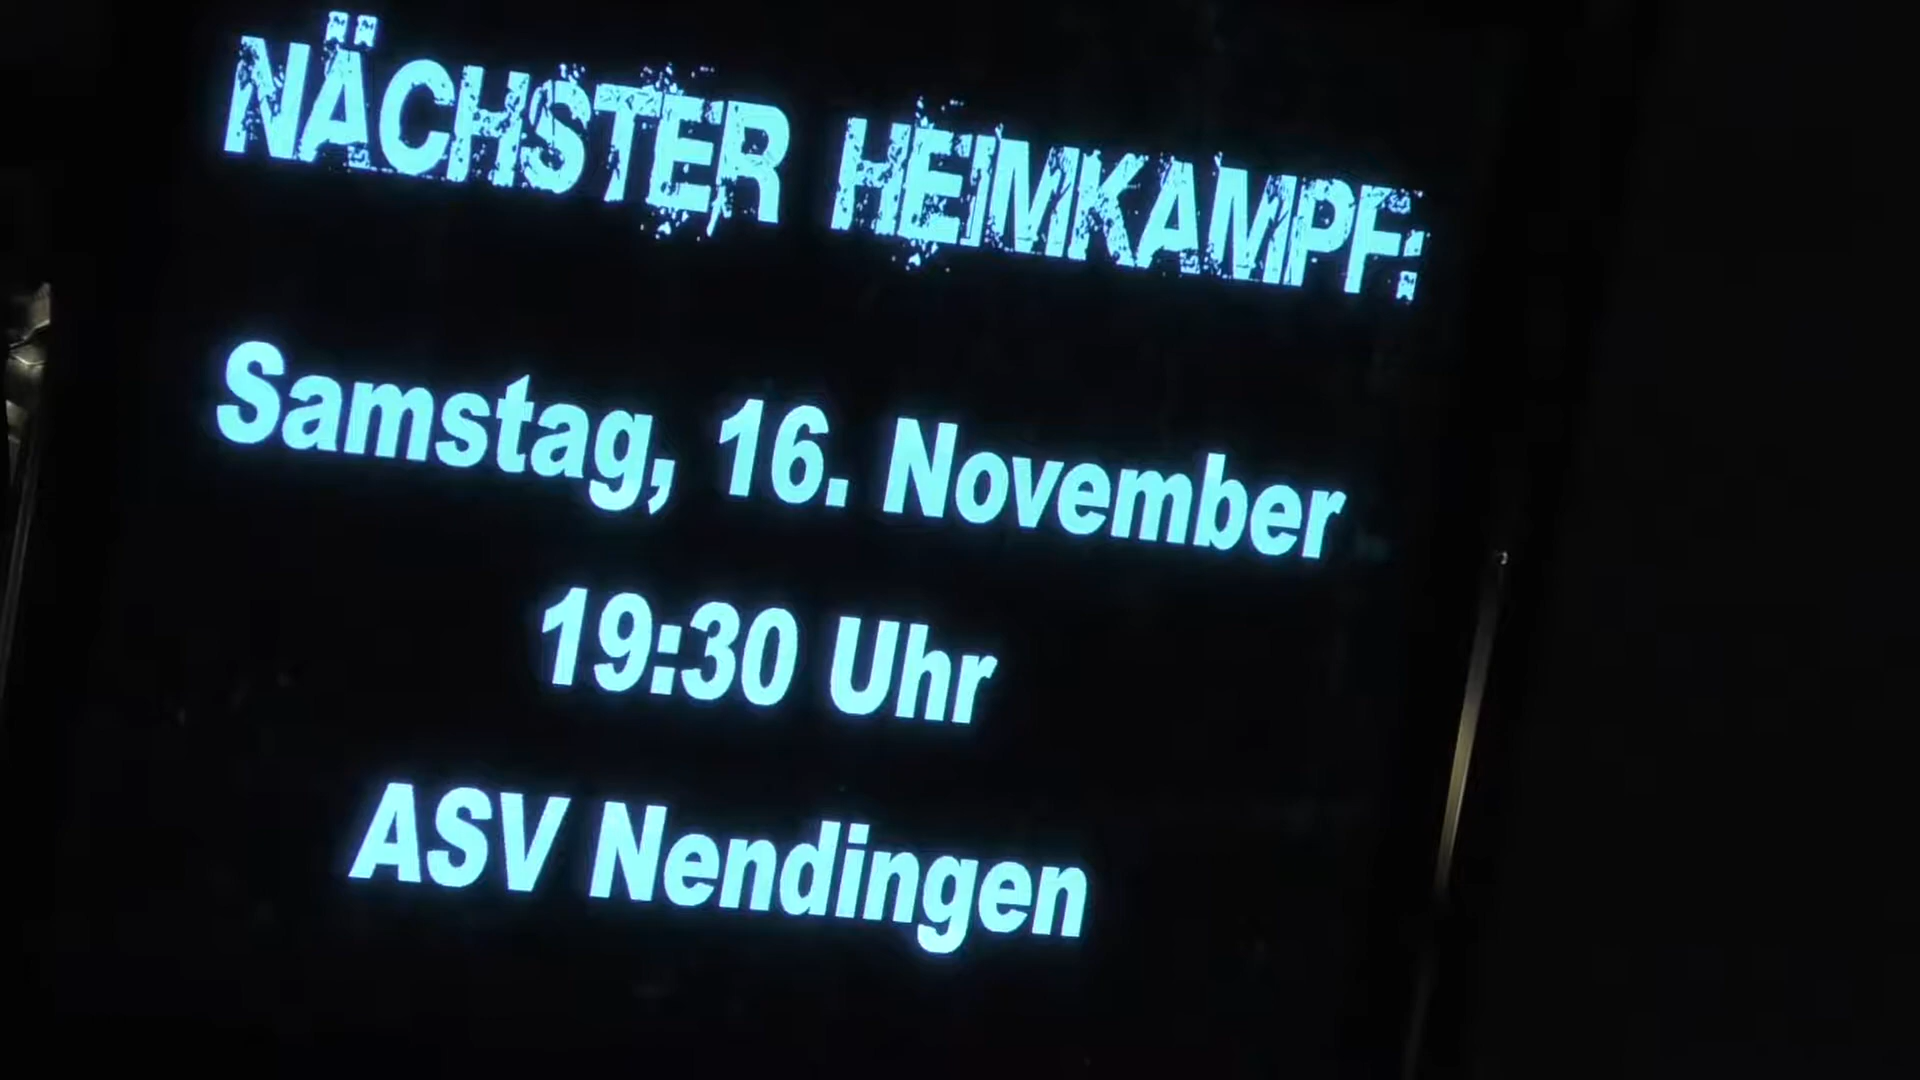 NÄCHSTER HEIMKAMPF:
Samstag, 16. November
19:30 Uhr
ASV Nendingen